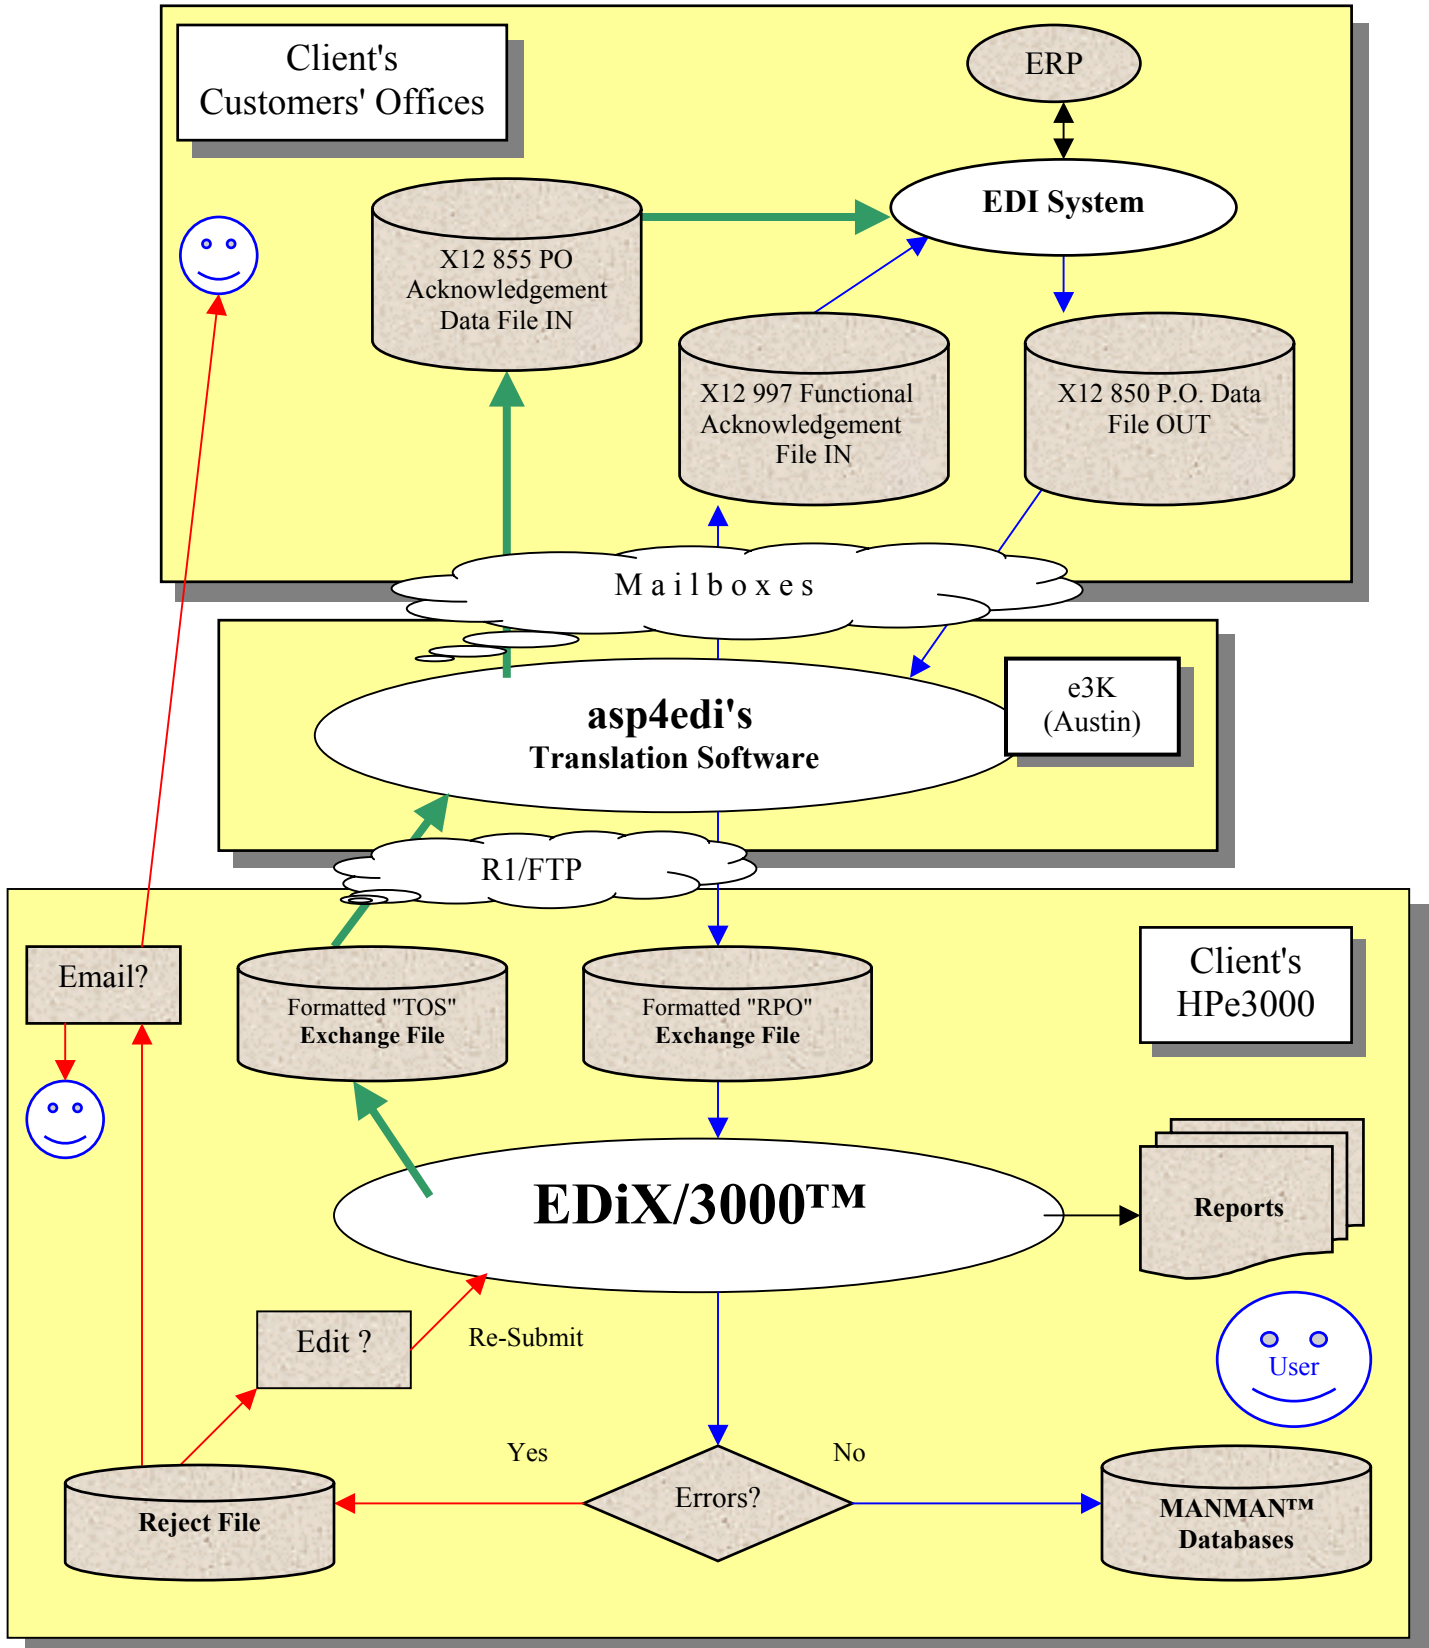 Client's
Customers' Offices
ERP
EDI System
X12 855 PO
Acknowledgement
Data File IN
X12 997 Functional
Acknowledgement
File IN
X12 850 P.O. Data
File OUT
Mailboxes
asp4edi's
Translation Software
e3K
(Austin)
R1/FTP
Email?
Formatted "TOS"
Exchange File
Formatted "RPO"
Exchange File
Client's
HPe3000
EDiX/3000™
Reports
Edit ?
Re-Submit
User
Yes
No
Errors?
Reject File
MANMAN™
Databases